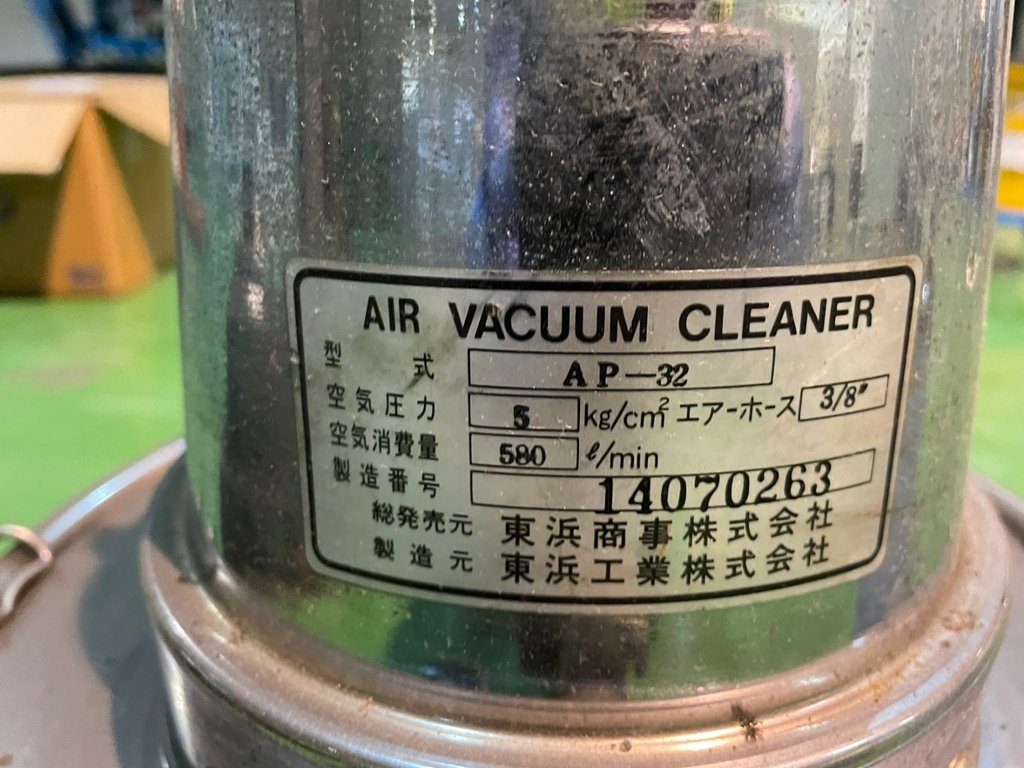 AIR VACUUM CLEANER
型式 AP-32
空気圧力 5 kg/cm² エアーホース 3/8"
空気消費量 580 ℓ/min
製造番号 14070263
総発売元 東浜商事株式会社
製造元 東浜工業株式会社